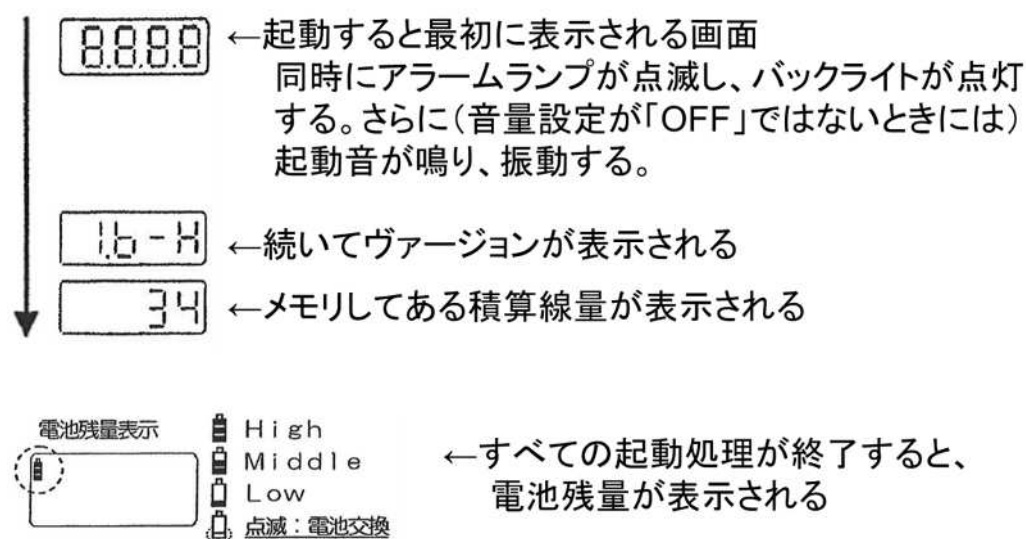 8.8.8.8 ←起動すると最初に表示される画面
同時にアラームランプが点滅し、バックライトが点灯
する。さらに（音量設定が「OFF」ではないときには）
起動音が鳴り、振動する。
1.b-H ←続いてヴァージョンが表示される
34 ←メモリしてある積算線量が表示される
電池残量表示
High
Middle
Low
点滅：電池交換
←すべての起動処理が終了すると、
電池残量が表示される